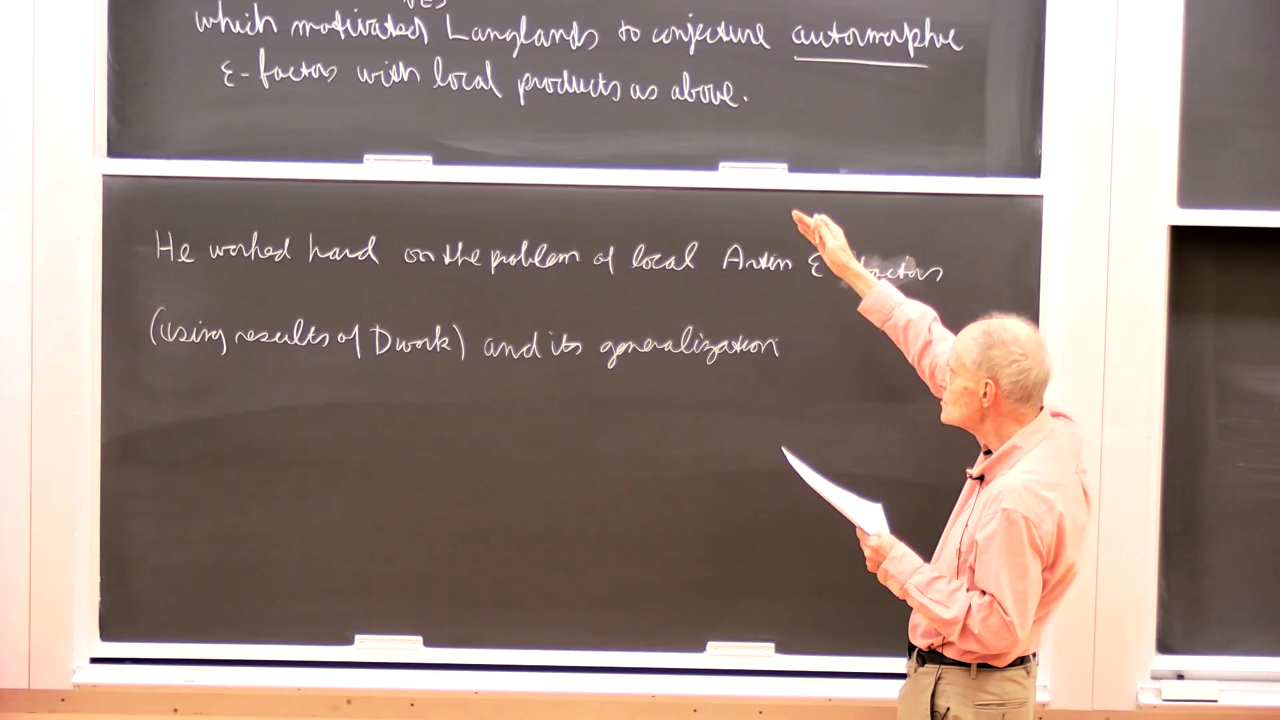 which motivated Langlands to conjecture automorphic
ε-factors with local products as above.
He worked hard on the problem of local Artin ε factors
(using results of Dwork) and its generalization